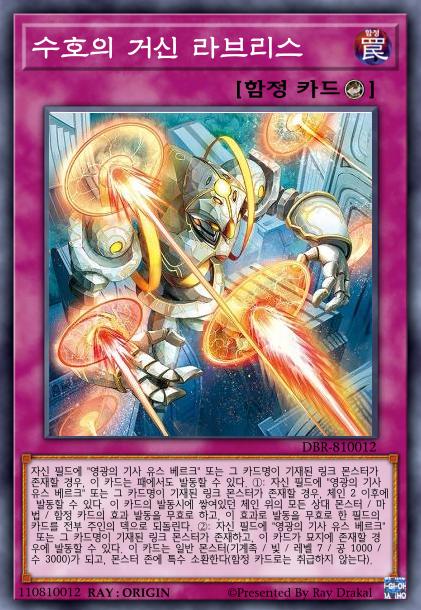 수호의 거신 라브리스
함정
罠
[함정 카드]
DBR-810012
자신 필드에 "영광의 기사 유스 베르크" 또는 그 카드명이 기재된 링크 몬스터가
존재할 경우, 이 카드는 패에서도 발동할 수 있다. ①: 자신 필드에 "영광의 기사
유스 베르크" 또는 그 카드명이 기재된 링크 몬스터가 존재할 경우, 체인 2 이후에
발동할 수 있다. 이 카드의 발동시에 쌓여있던 체인 위의 모든 상대 몬스터 / 마
법 / 함정 카드의 효과 발동을 무효로 하고, 이 효과로 발동을 무효로 한 필드의
카드를 전부 주인의 덱으로 되돌린다. ②: 자신 필드에 "영광의 기사 유스 베르크"
또는 그 카드명이 기재된 링크 몬스터가 존재하고, 이 카드가 묘지에 존재할 경
우에 발동할 수 있다. 이 카드는 일반 몬스터(기계족 / 빛 / 레벨 7 / 공 1000 /
수 3000)가 되고, 몬스터 존에 특수 소환한다(함정 카드로는 취급하지 않는다).
110810012 RAY : ORIGIN ©Presented By Ray Drakal